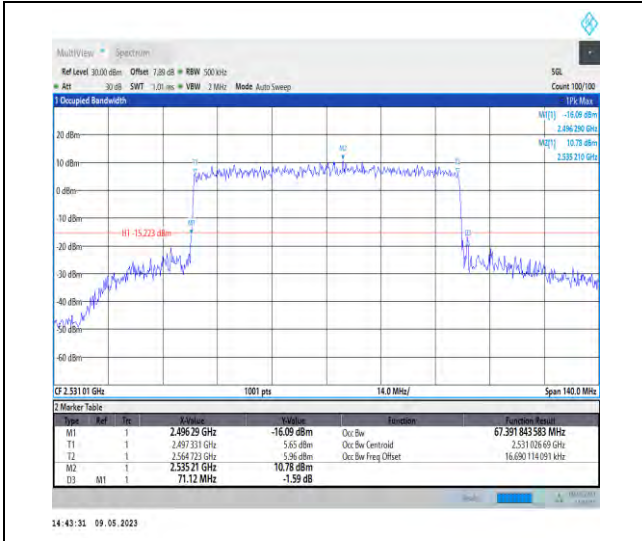 MultiView Spectrum
Ref Level 30.00 dBm Offset 7.89 dB RBW 500 kHz SGL
Att 30 dB SWT 1.01 ms VBW 2 MHz Mode Auto Sweep Count 100/100
1 Occupied Bandwidth 1Pk Max
M1[1] -16.09 dBm
2.496 290 GHz
M2[1] 10.78 dBm
2.535 210 GHz
20 dBm
M2
10 dBm
0 dBm
-10 dBm
H1 -15.223 dBm
-20 dBm
-30 dBm
-40 dBm
-50 dBm
-60 dBm
CF 2.53101 GHz 1001 pts 14.0 MHz/ Span 140.0 MHz
2 Marker Table
Type Ref Trc X-Value Y-Value Function Function Result
M1 1 2.49629 GHz -16.09 dBm Occ Bw 67.391 843 583 MHz
T1 1 2.497 331 GHz 5.65 dBm Occ Bw Centroid 2.531 026 69 GHz
T2 1 2.564 723 GHz 5.96 dBm Occ Bw Freq Offset 16.690 114 091 kHz
M2 1 2.535 21 GHz 10.78 dBm
D3 M1 1 71.12 MHz -1.59 dB
14:43:31 09.05.2023